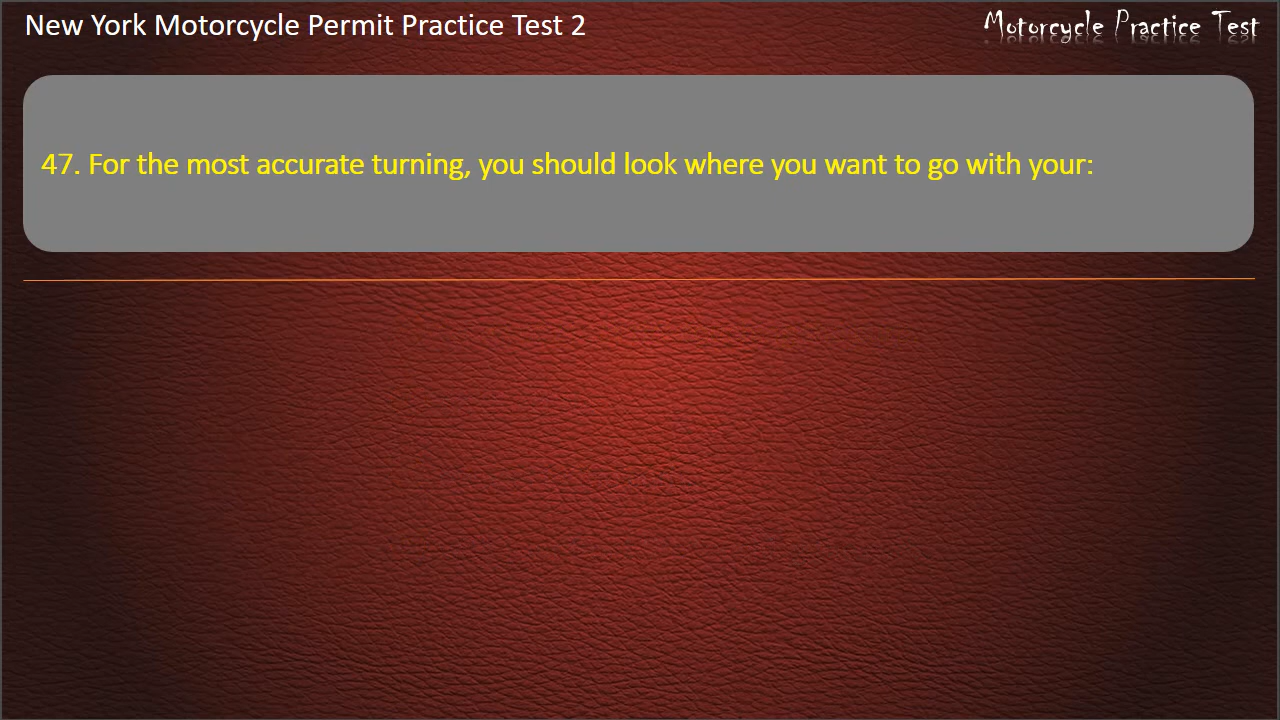 New York Motorcycle Permit Practice Test 2
Motorcycle Practice Test
47. For the most accurate turning, you should look where you want to go with your: